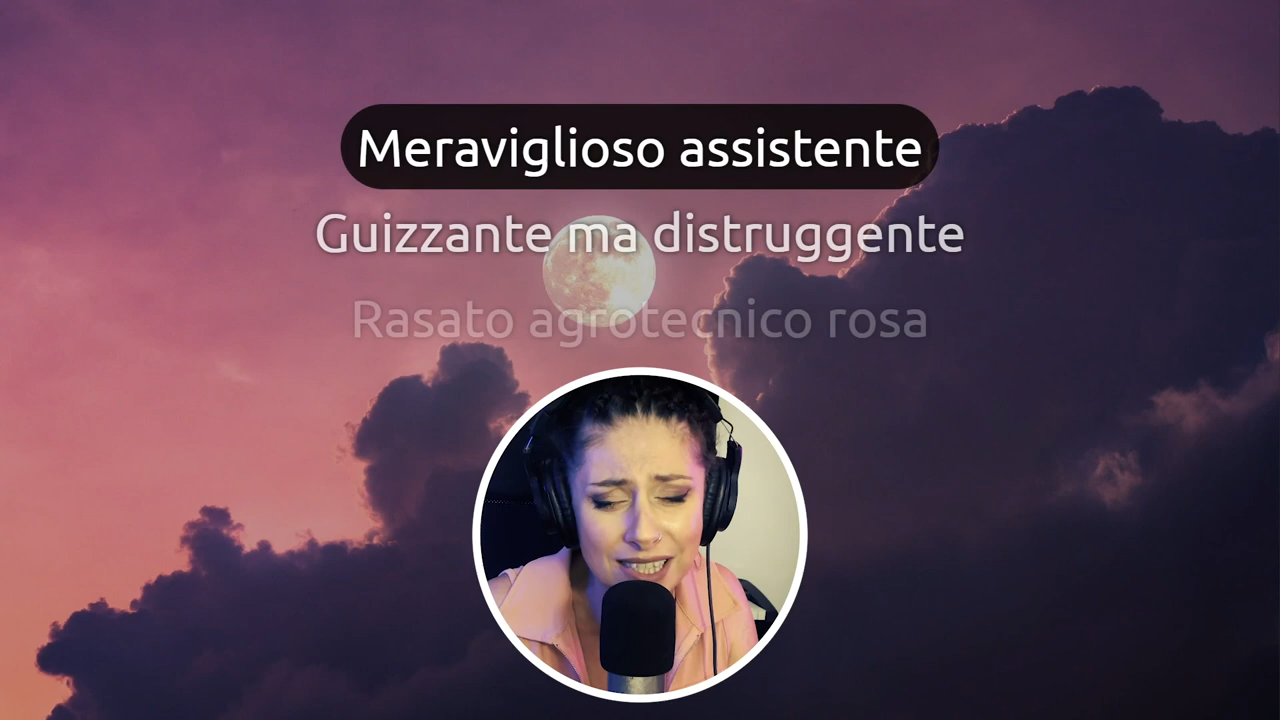 Meraviglioso assistente
Guizzante ma distruggente
Rasato agrotecnico rosa